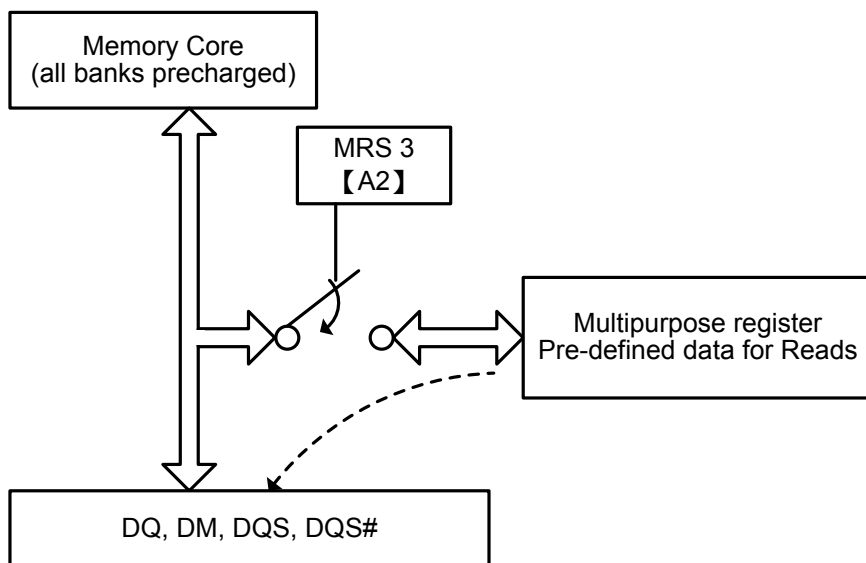 Memory Core
(all banks precharged)
MRS 3
【A2】
Multipurpose register
Pre-defined data for Reads
DQ, DM, DQS, DQS#